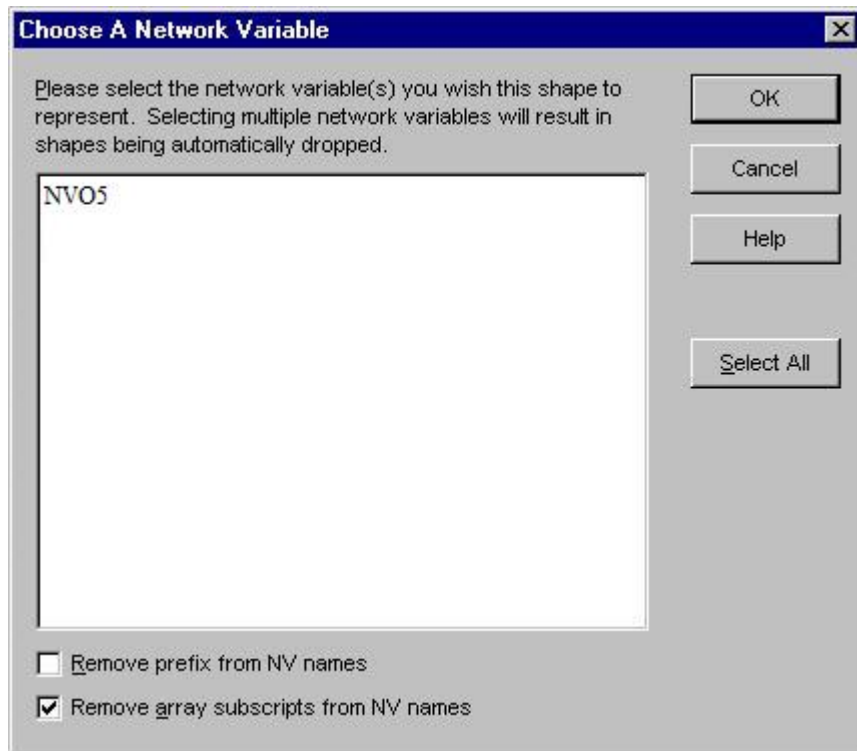 Choose A Network Variable
Please select the network variable(s) you wish this shape to
represent. Selecting multiple network variables will result in
shapes being automatically dropped.
OK
Cancel
Help
Select All
NVO5
Remove prefix from NV names
Remove array subscripts from NV names